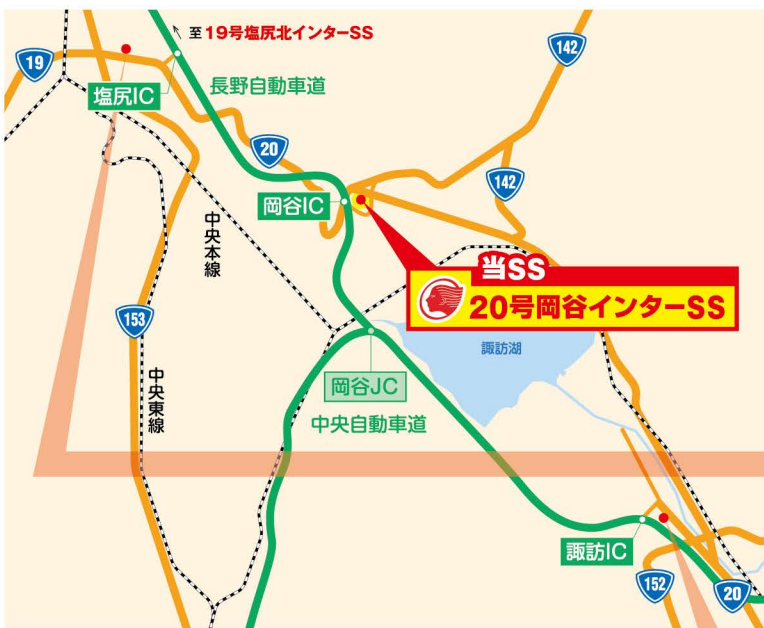 至19号塩尻北インターSS
19
142
塩尻IC
長野自動車道
20
142
岡谷IC
中央本線
当SS
20号岡谷インターSS
153
諏訪湖
中央東線
岡谷JC
中央自動車道
諏訪IC
152
20